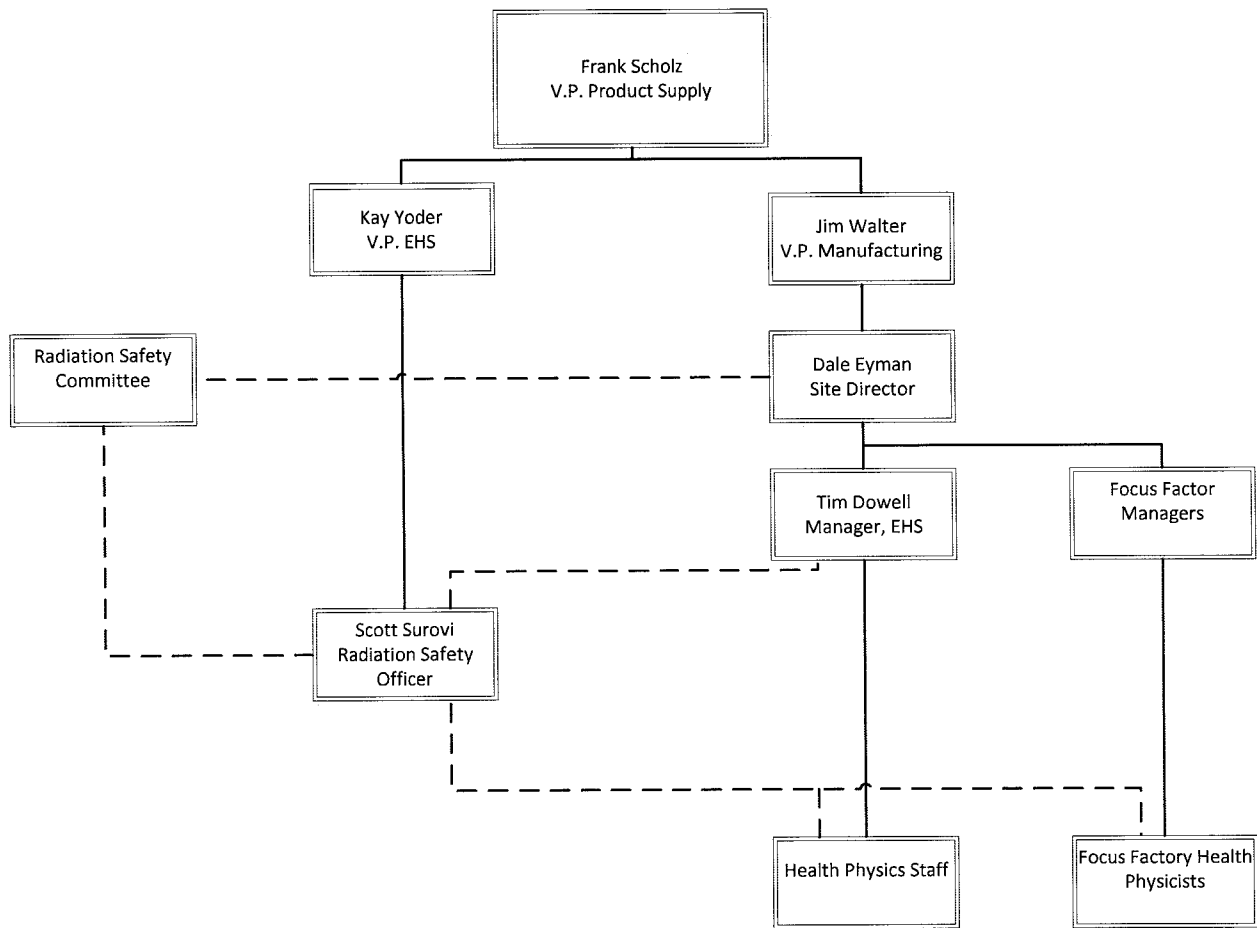 Frank Scholz
V.P. Product Supply
Kay Yoder
V.P. EHS
Jim Walter
V.P. Manufacturing
Radiation Safety
Committee
Dale Eyman
Site Director
Tim Dowell
Manager, EHS
Focus Factor
Managers
Scott Surovi
Radiation Safety
Officer
Health Physics Staff
Focus Factory Health
Physicists